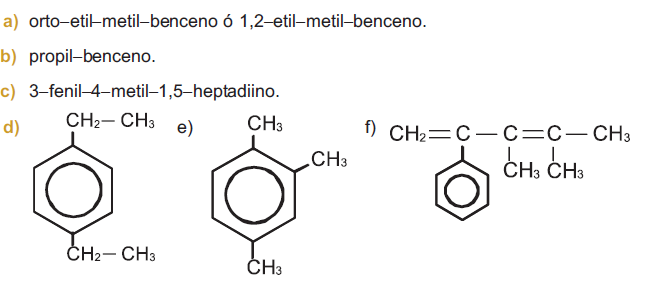 a) orto–etil–metil–benceno ó 1,2–etil–metil–benceno.
b) propil–benceno.
c) 3–fenil–4–metil–1,5–heptadiino.
d) CH₂– CH₃
CH₂– CH₃
e) CH₃
CH₃
CH₃
f) CH₂=C–C=C–CH₃
CH₃ CH₃